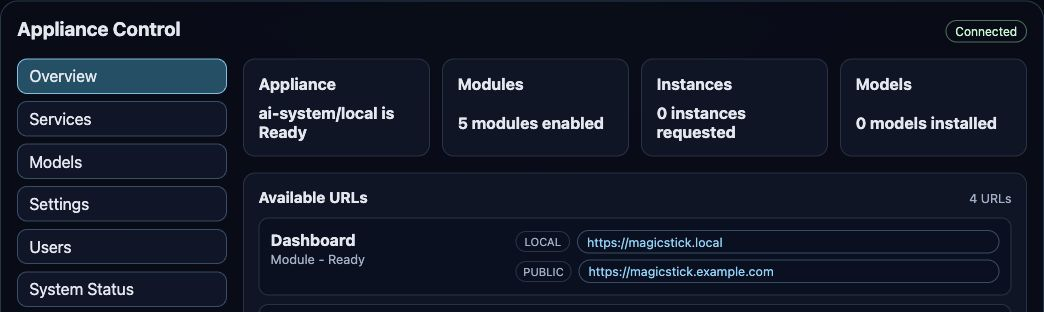 Appliance Control
Connected
Overview
Services
Models
Settings
Users
System Status
Appliance
ai-system/local is
Ready
Modules
5 modules enabled
Instances
0 instances
requested
Models
0 models installed
Available URLs
4 URLs
Dashboard
Module - Ready
LOCAL
https://magicstick.local
PUBLIC
https://magicstick.example.com